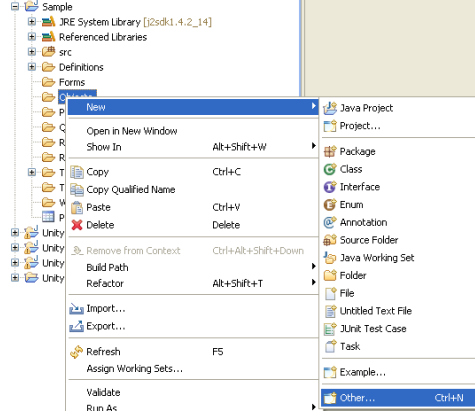 Sample
JRE System Library [j2sdk1.4.2_14]
Referenced Libraries
src
Definitions
Forms
Objects
New
Open in New Window
Show In Alt+Shift+W
Copy Ctrl+C
Copy Qualified Name
Paste Ctrl+V
Delete Delete
Remove from Context Ctrl+Alt+Shift+Down
Build Path
Refactor Alt+Shift+T
Import...
Export...
Refresh F5
Assign Working Sets...
Validate
Run As
P
Q
R
R
T
T
W
P
Unity
Unity
Unity
Unity
Java Project
Project...
Package
Class
Interface
Enum
Annotation
Source Folder
Java Working Set
Folder
File
Untitled Text File
JUnit Test Case
Task
Example...
Other... Ctrl+N